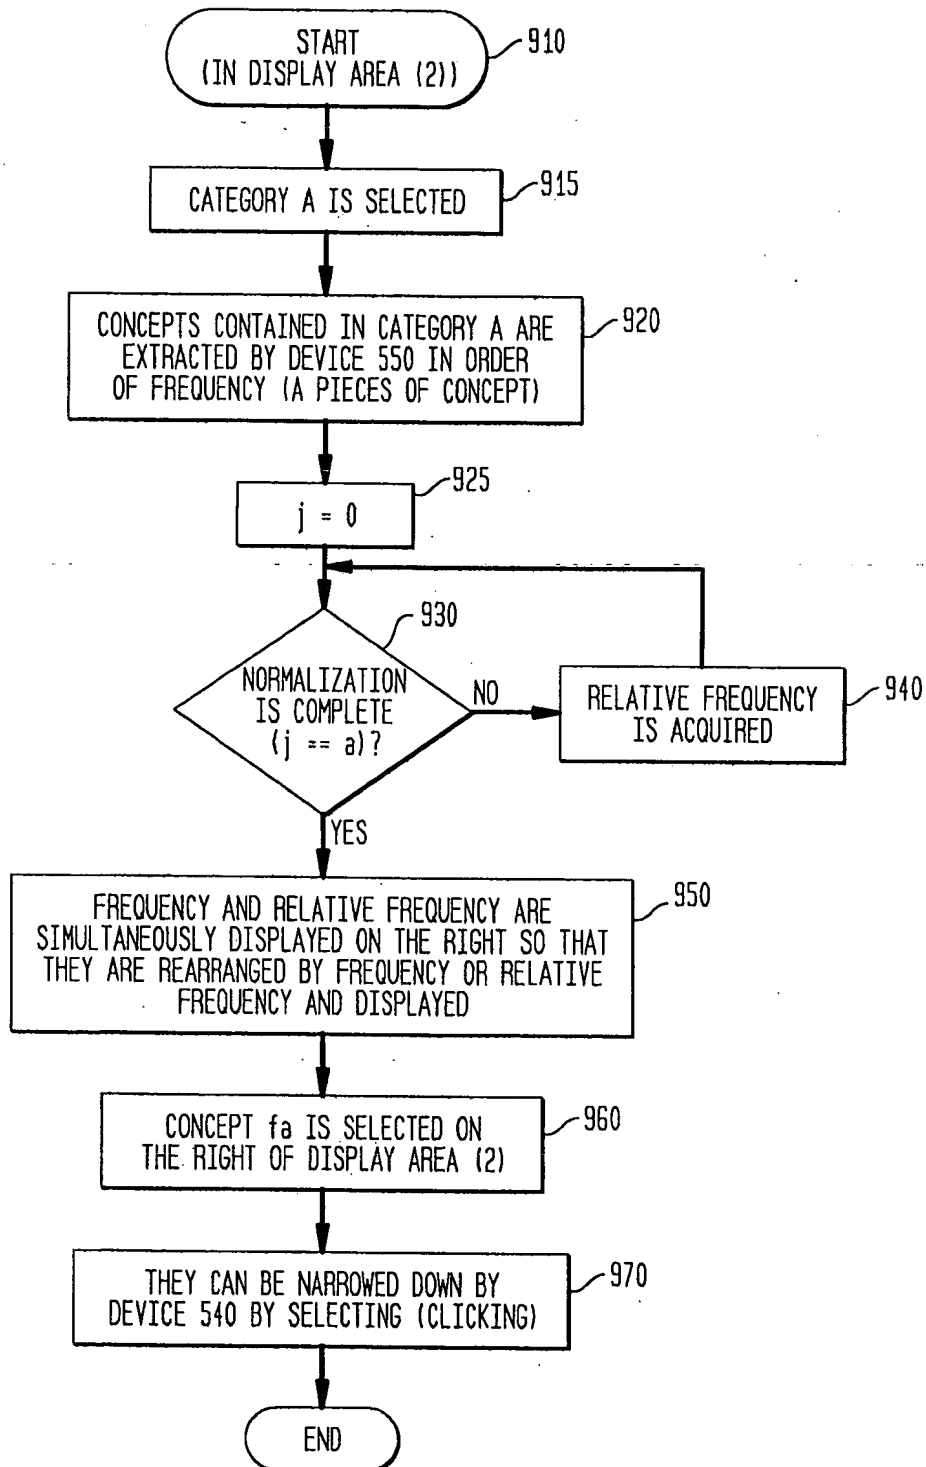 START
(IN DISPLAY AREA (2))
910
CATEGORY A IS SELECTED
915
CONCEPTS CONTAINED IN CATEGORY A ARE
EXTRACTED BY DEVICE 550 IN ORDER
OF FREQUENCY (A PIECES OF CONCEPT)
920
j = 0
925
930
NORMALIZATION
IS COMPLETE
(j == a)?
NO
RELATIVE FREQUENCY
IS ACQUIRED
940
YES
FREQUENCY AND RELATIVE FREQUENCY ARE
SIMULTANEOUSLY DISPLAYED ON THE RIGHT SO THAT
THEY ARE REARRANGED BY FREQUENCY OR RELATIVE
FREQUENCY AND DISPLAYED
950
CONCEPT fa IS SELECTED ON
THE RIGHT OF DISPLAY AREA (2)
960
THEY CAN BE NARROWED DOWN BY
DEVICE 540 BY SELECTING (CLICKING)
970
END